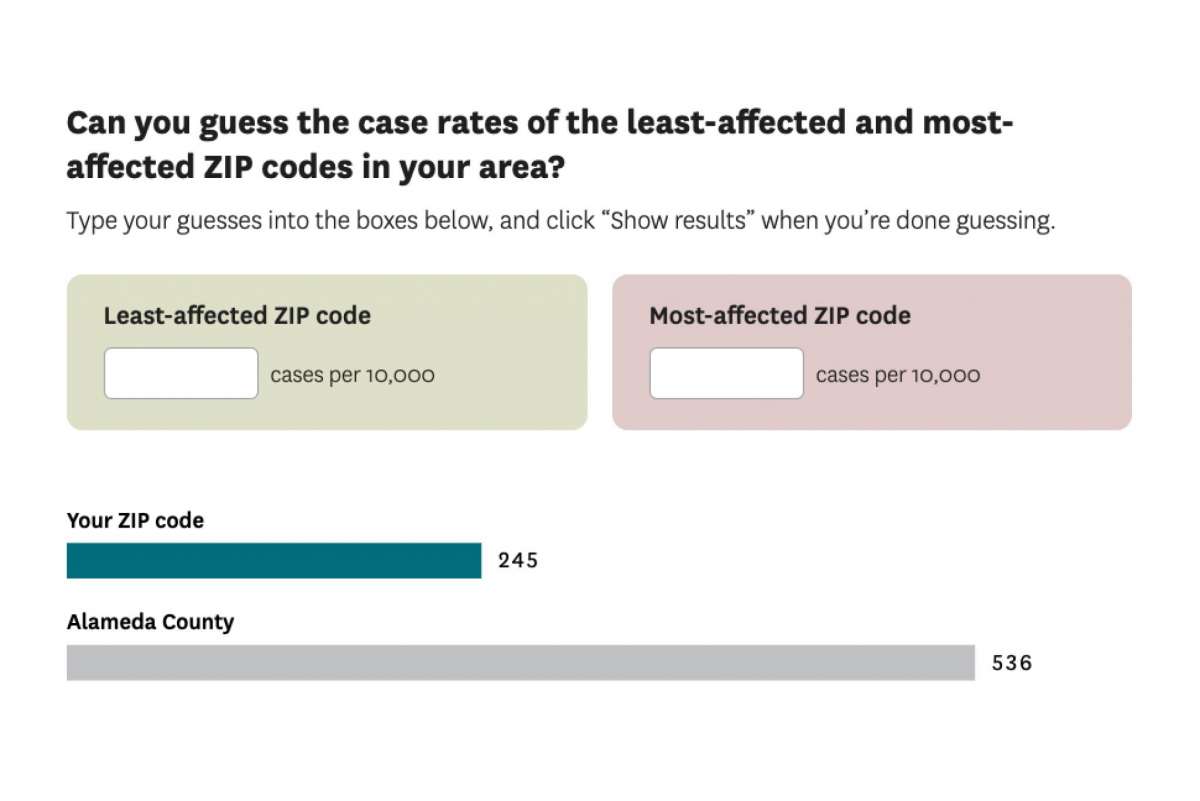 Can you guess the case rates of the least-affected and most-
affected ZIP codes in your area?
Type your guesses into the boxes below, and click “Show results” when you’re done guessing.
Least-affected ZIP code
cases per 10,000
Most-affected ZIP code
cases per 10,000
Your ZIP code
245
Alameda County
536